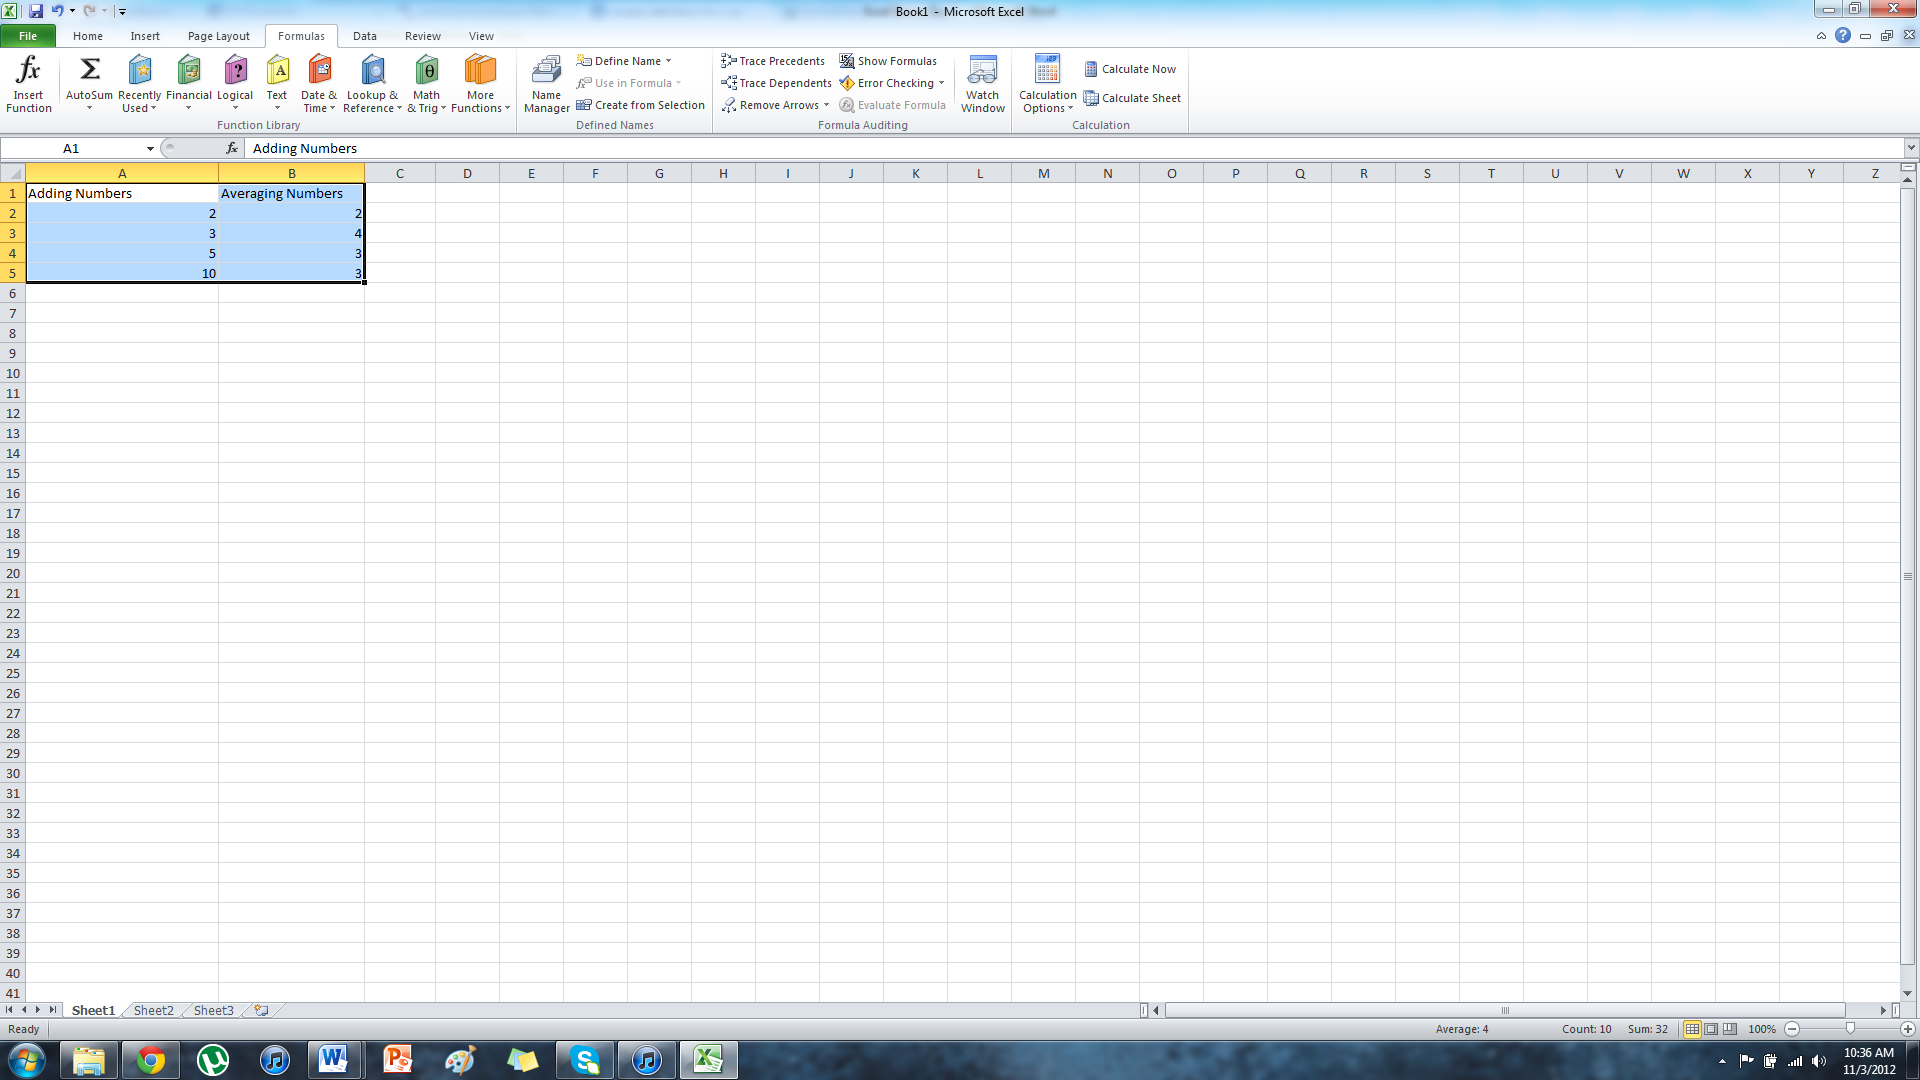 Book1 - Microsoft Excel
File Home Insert Page Layout Formulas Data Review View
Insert Function AutoSum Recently Used Financial Logical Text Date & Time Lookup & Reference Math & Trig More Functions
Function Library
Name Manager Define Name Use in Formula Create from Selection
Defined Names
Trace Precedents Trace Dependents Remove Arrows Show Formulas Error Checking Evaluate Formula
Formula Auditing
Watch Window
Calculation Options Calculate Now Calculate Sheet
Calculation
A1 fx Adding Numbers
A B C D E F G H I J K L M N O P Q R S T U V W X Y Z
1 Adding Numbers Averaging Numbers
2 2 2
3 3 4
4 5 3
5 10 3
6
7
8
9
10
11
12
13
14
15
16
17
18
19
20
21
22
23
24
25
26
27
28
29
30
31
32
33
34
35
36
37
38
39
40
41
Sheet1 Sheet2 Sheet3
Ready Average: 4 Count: 10 Sum: 32 100%
10:36 AM
11/3/2012